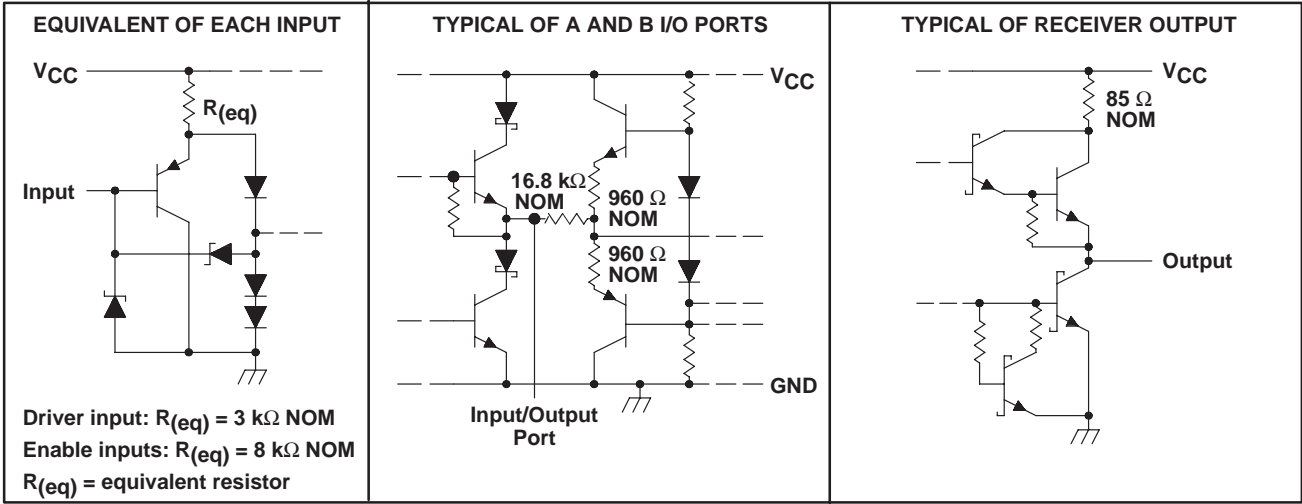 EQUIVALENT OF EACH INPUT
VCC
R(eq)
Input
Driver input: R(eq) = 3 kΩ NOM
Enable inputs: R(eq) = 8 kΩ NOM
R(eq) = equivalent resistor
TYPICAL OF A AND B I/O PORTS
VCC
16.8 kΩ
NOM
960 Ω
NOM
960 Ω
NOM
GND
Input/Output
Port
TYPICAL OF RECEIVER OUTPUT
VCC
85 Ω
NOM
Output